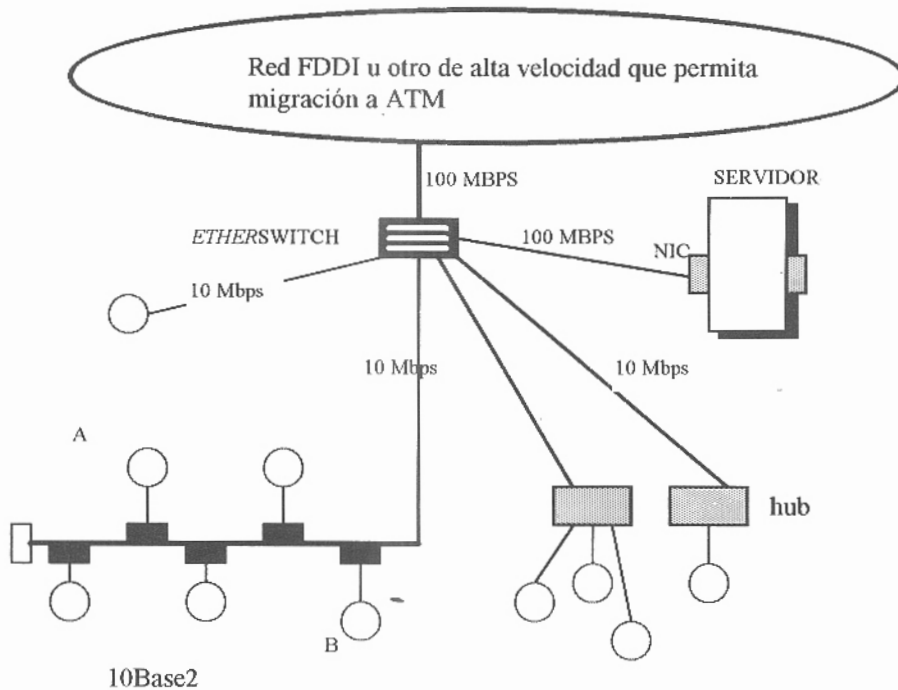 Red FDDI u otro de alta velocidad que permita
migración a ATM
100 MBPS
SERVIDOR
ETHERSWITCH
100 MBPS
NIC
10 Mbps
10 Mbps
10 Mbps
A
hub
B
10Base2